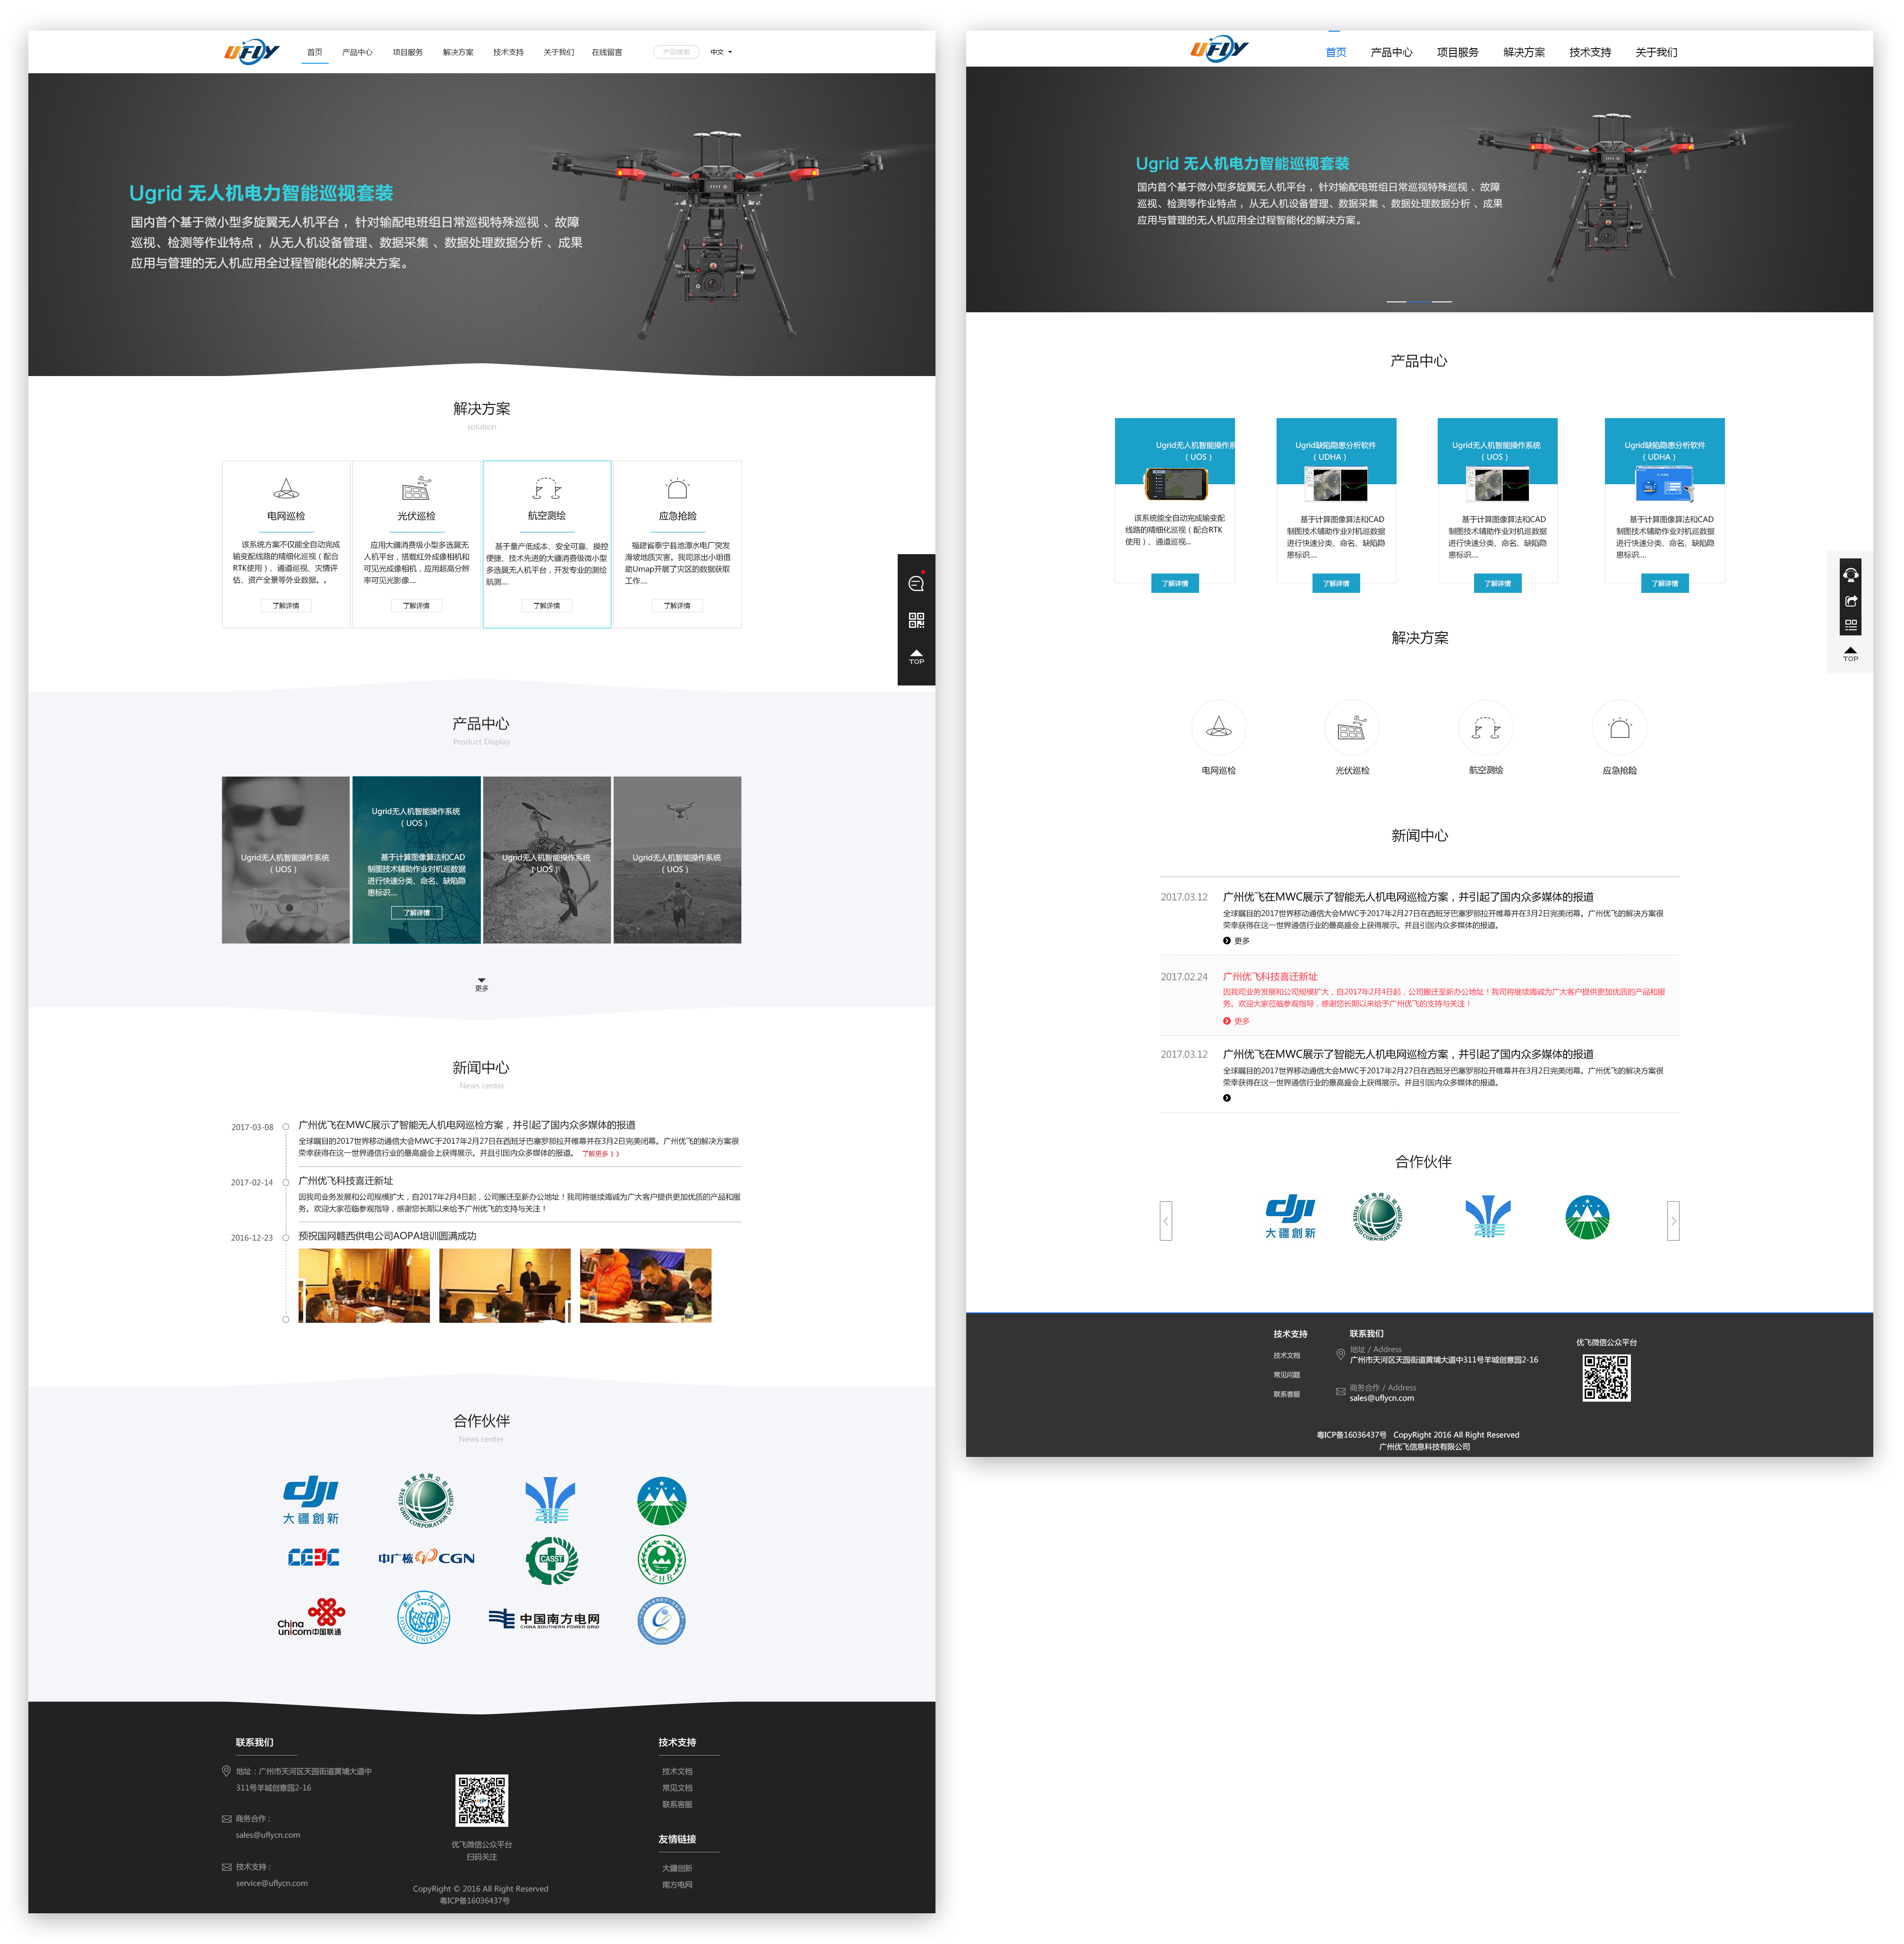 UFLY
首页
产品中心
项目服务
解决方案
技术支持
关于我们
在线留言
产品搜索
中文
Ugrid 无人机电力智能巡视套装
国内首个基于微小型多旋翼无人机平台，针对输配电班组日常巡视特殊巡视 、故障
巡视、检测等作业特点 ，从无人机设备管理、数据采集 、数据处理数据分析 、成果
应用与管理的无人机应用全过程智能化的解决方案。
解决方案
solution
电网巡检
该系统方案不仅能全自动完成
输变配线路的精细化巡视（配合
RTK使用）、通道巡视、灾情评
估、资产全景等外业数据。。
了解详情
光伏巡检
应用大疆消费级小型多选翼无
人机平台，搭载红外成像相机和
可见光成像相机，应用超高分辨
率可见光影像....
了解详情
航空测绘
基于量产低成本、安全可靠、操控
便捷、技术先进的大疆消费级微小型
多选翼无人机平台，开发专业的测绘
航测....
了解详情
应急抢险
福建省泰宁县池潭水电厂突发
滑坡地质灾害。我司派出小组借
助Umap开展了灾区的数据获取
工作....
了解详情
TOP
产品中心
Product Display
Ugrid无人机智能操作系统
（UOS）
Ugrid无人机智能操作系统
（UOS）
基于计算图像算法和CAD
制图技术辅助作业对机巡数据
进行快速分类、命名、缺陷隐
患标识....
了解详情
Ugrid无人机智能操作系统
（UOS）
Ugrid无人机智能操作系统
（UOS）
更多
新闻中心
News center
2017-03-08
广州优飞在MWC展示了智能无人机电网巡检方案，并引起了国内众多媒体的报道
全球瞩目的2017世界移动通信大会MWC于2017年2月27日在西班牙巴塞罗那拉开帷幕并在3月2日完美闭幕。广州优飞的解决方案很
荣幸获得在这一世界通信行业的最高盛会上获得展示。并且引国内众多媒体的报道。 了解更多》》
2017-02-14
广州优飞科技喜迁新址
因我司业务发展和公司规模扩大，自2017年2月4日起，公司搬迁至新办公地址！我司将继续竭诚为广大客户提供更加优质的产品和服
务。欢迎大家莅临参观指导，感谢您长期以来给予广州优飞的支持与关注！
2016-12-23
预祝国网赣西供电公司AOPA培训圆满成功
合作伙伴
News center
dji
大疆创新
国家电网公司
STATE GRID CORPORATION OF CHINA
CEEC
中广核 CGN
CASST
ZHB
China
unicom中国联通
1907
TONGJI UNIVERSITY
中国南方电网
CHINA SOUTHERN POWER GRID
联系我们
地址：广州市天河区天园街道黄埔大道中
311号羊城创意园2-16
商务合作：
sales@uflycn.com
技术支持：
service@uflycn.com
优飞微信公众平台
扫码关注
CopyRight © 2016 All Right Reserved
粤ICP备16036437号
技术支持
技术文档
常见文档
联系客服
友情链接
大疆创新
南方电网
UFLY
首页
产品中心
项目服务
解决方案
技术支持
关于我们
Ugrid 无人机电力智能巡视套装
国内首个基于微小型多旋翼无人机平台，针对输配电班组日常巡视特殊巡视 、故障
巡视、检测等作业特点 ，从无人机设备管理、数据采集 、数据处理数据分析 、成果
应用与管理的无人机应用全过程智能化的解决方案。
产品中心
Ugrid无人机智能操作系
（UOS）
该系统能全自动完成输变配
线路的精细化巡视（配合RTK
使用）、通道巡视...
了解详情
Ugrid缺陷隐患分析软件
（UDHA）
基于计算图像算法和CAD
制图技术辅助作业对机巡数据
进行快速分类、命名、缺陷隐
患标识....
了解详情
Ugrid无人机智能操作系统
（UOS）
基于计算图像算法和CAD
制图技术辅助作业对机巡数据
进行快速分类、命名、缺陷隐
患标识....
了解详情
Ugrid缺陷隐患分析软件
（UDHA）
基于计算图像算法和CAD
制图技术辅助作业对机巡数据
进行快速分类、命名、缺陷隐
患标识....
了解详情
TOP
解决方案
电网巡检
光伏巡检
航空测绘
应急抢险
新闻中心
2017.03.12
广州优飞在MWC展示了智能无人机电网巡检方案，并引起了国内众多媒体的报道
全球瞩目的2017世界移动通信大会MWC于2017年2月27日在西班牙巴塞罗那拉开帷幕并在3月2日完美闭幕。广州优飞的解决方案很
荣幸获得在这一世界通信行业的最高盛会上获得展示。并且引国内众多媒体的报道。
更多
2017.02.24
广州优飞科技喜迁新址
因我司业务发展和公司规模扩大，自2017年2月4日起，公司搬迁至新办公地址！我司将继续竭诚为广大客户提供更加优质的产品和服
务。欢迎大家莅临参观指导，感谢您长期以来给予广州优飞的支持与关注！
更多
2017.03.12
广州优飞在MWC展示了智能无人机电网巡检方案，并引起了国内众多媒体的报道
全球瞩目的2017世界移动通信大会MWC于2017年2月27日在西班牙巴塞罗那拉开帷幕并在3月2日完美闭幕。广州优飞的解决方案很
荣幸获得在这一世界通信行业的最高盛会上获得展示。并且引国内众多媒体的报道。
合作伙伴
dji
大疆创新
国家电网公司
STATE GRID CORPORATION OF CHINA
技术支持
技术文档
常见问题
联系客服
联系我们
地址 / Address
广州市天河区天园街道黄埔大道中311号羊城创意园2-16
商务合作 / Address
sales@uflycn.com
优飞微信公众平台
粤ICP备16036437号 CopyRight 2016 All Right Reserved
广州优飞信息科技有限公司